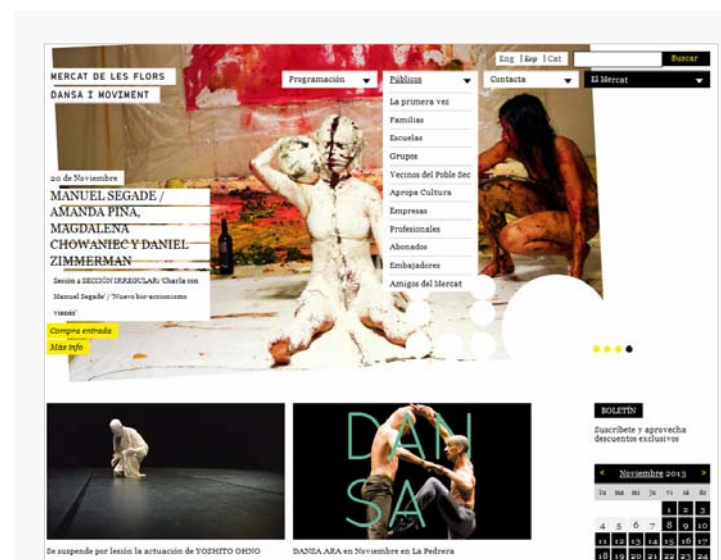 Eng | Esp | Cat
Buscar
MERCAT DE LES FLORS
DANSA I MOVIMENT
Programación
Públicos
Contacta
El Mercat
La primera vez
Familias
Escuelas
Grupos
Vecinos del Poble Sec
Apropa Cultura
Empresas
Profesionales
Abonados
Embajadores
Amigos del Mercat
20 de Noviembre
MANUEL SEGADE /
AMANDA PIÑA,
MAGDALENA
CHOWANIEC Y DANIEL
ZIMMERMAN
Sesión 2 SECCIÓN IRREGULAR: 'Charla con
Manuel Segade' / 'Nuevo bio-accionismo
vianés'
Compra entrada
Más info
DAN
SA
Se suspende por lesión la actuación de YOSHITO OHNO
DANSA ARA en Noviembre en La Pedrera
BOLETÍN
Suscríbete y aprovecha
descuentos exclusivos
< Noviembre 2013 >
lu ma mi ju vi sá do
1 2 3
4 5 6 7 8 9 10
11 12 13 14 15 16 17
18 19 20 21 22 23 24